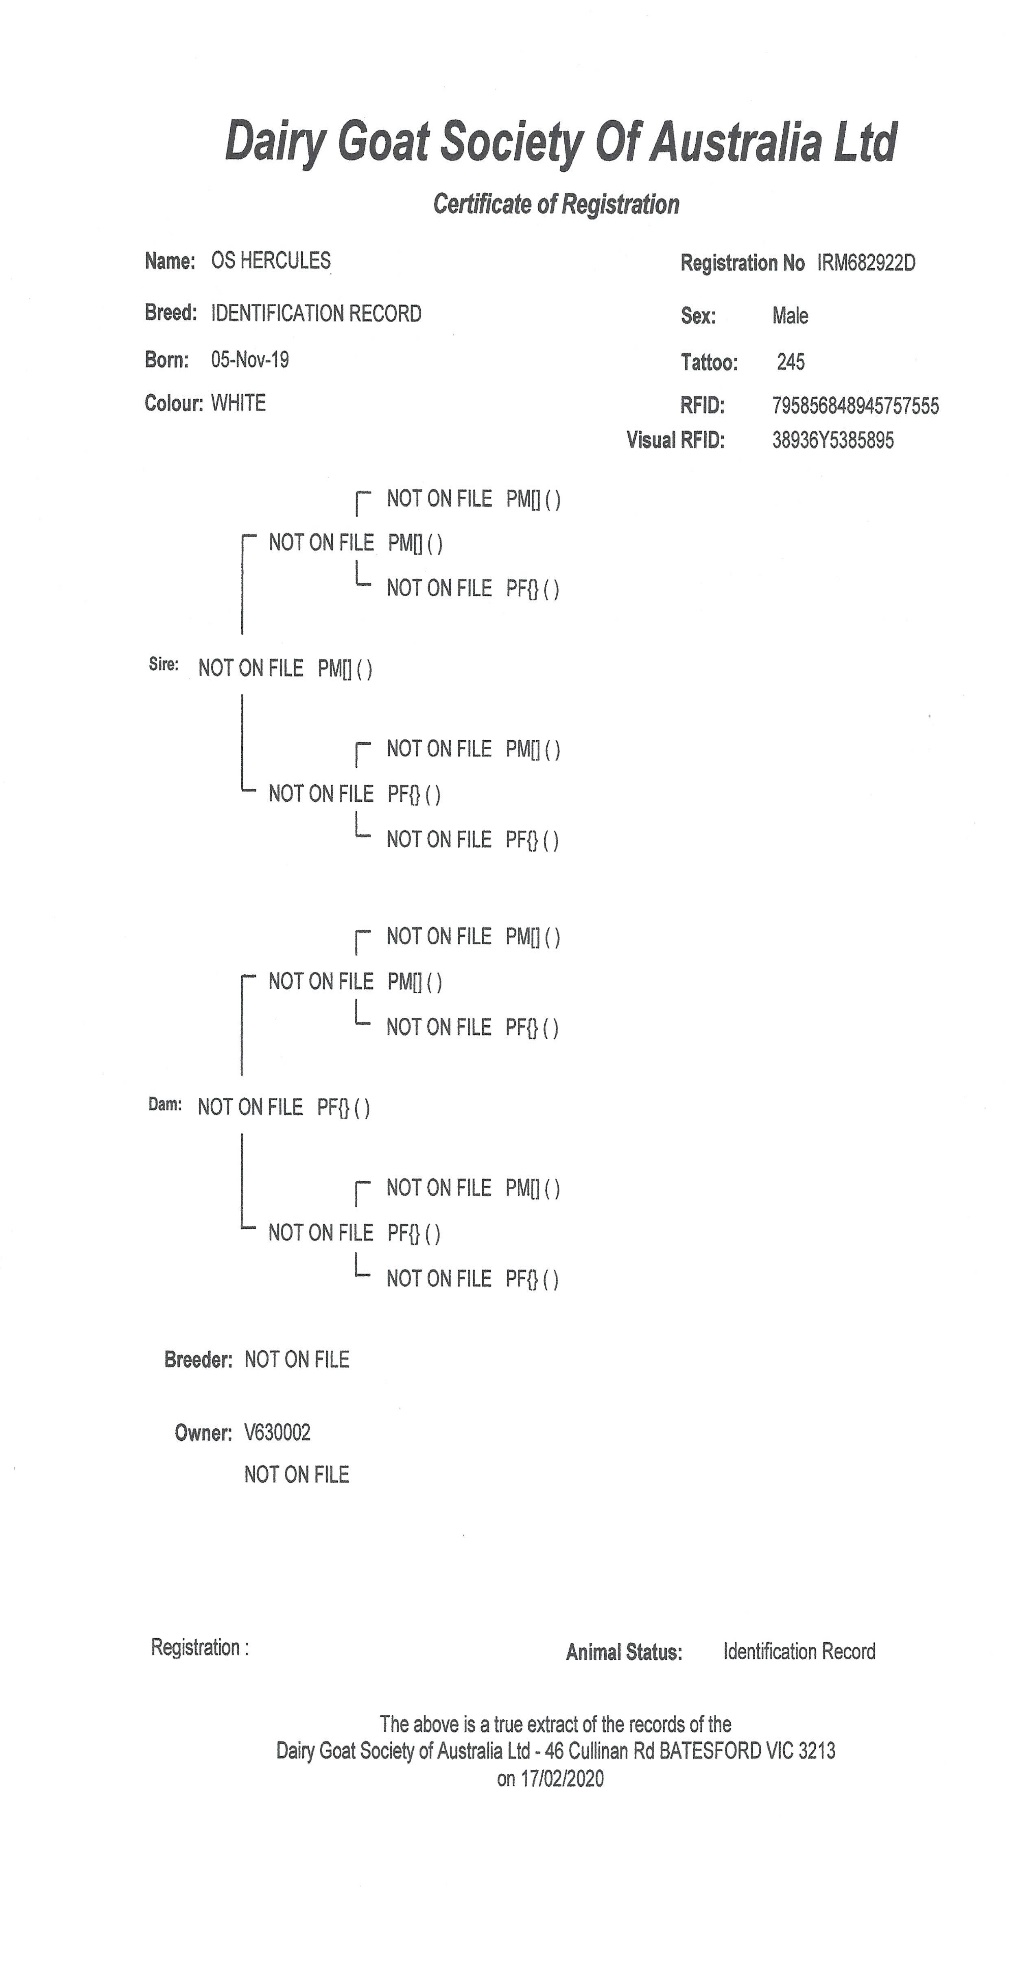 Dairy Goat Society Of Australia Ltd
Certificate of Registration
Name: OS HERCULES
Registration No IRM682922D
Breed: IDENTIFICATION RECORD
Sex: Male
Born: 05-Nov-19
Tattoo: 245
Colour: WHITE
RFID: 795856848945757555
Visual RFID: 38936Y5385895
NOT ON FILE PM[] ( )
NOT ON FILE PM[] ( )
NOT ON FILE PF{} ( )
Sire: NOT ON FILE PM[] ( )
NOT ON FILE PM[] ( )
NOT ON FILE PF{} ( )
NOT ON FILE PF{} ( )
NOT ON FILE PM[] ( )
NOT ON FILE PM[] ( )
NOT ON FILE PF{} ( )
Dam: NOT ON FILE PF{} ( )
NOT ON FILE PM[] ( )
NOT ON FILE PF{} ( )
NOT ON FILE PF{} ( )
Breeder: NOT ON FILE
Owner: V630002
NOT ON FILE
Registration :
Animal Status: Identification Record
The above is a true extract of the records of the
Dairy Goat Society of Australia Ltd - 46 Cullinan Rd BATESFORD VIC 3213
on 17/02/2020